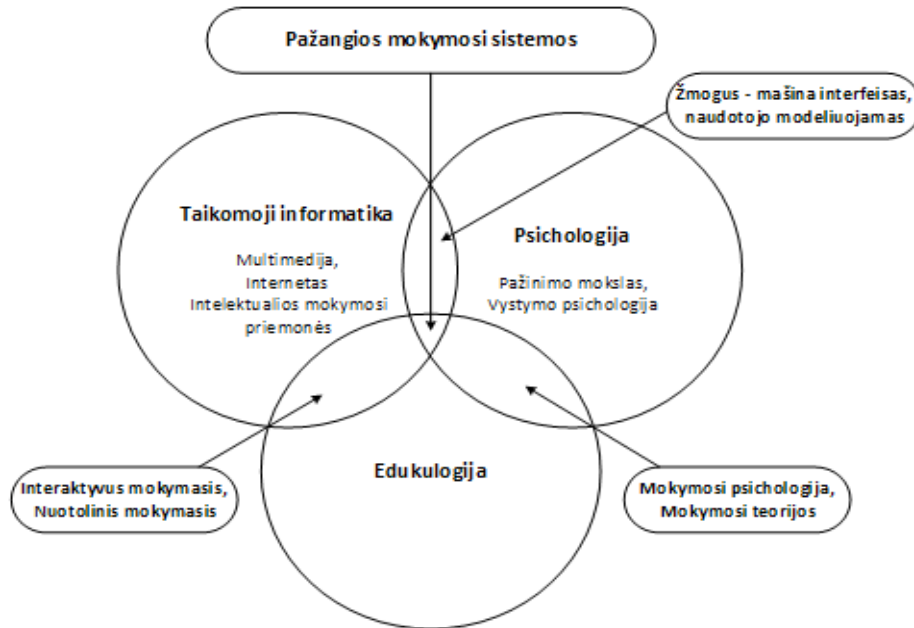 Pažangios mokymosi sistemos
Žmogus - mašina interfeisas,
naudotojo modeliuojamas
Taikomoji informatika
Multimedija,
Internetas
Intelektualios mokymosi
priemonės
Psichologija
Pažinimo mokslas,
Vystymo psichologija
Edukulogija
Interaktyvus mokymasis,
Nuotolinis mokymasis
Mokymosi psichologija,
Mokymosi teorijos